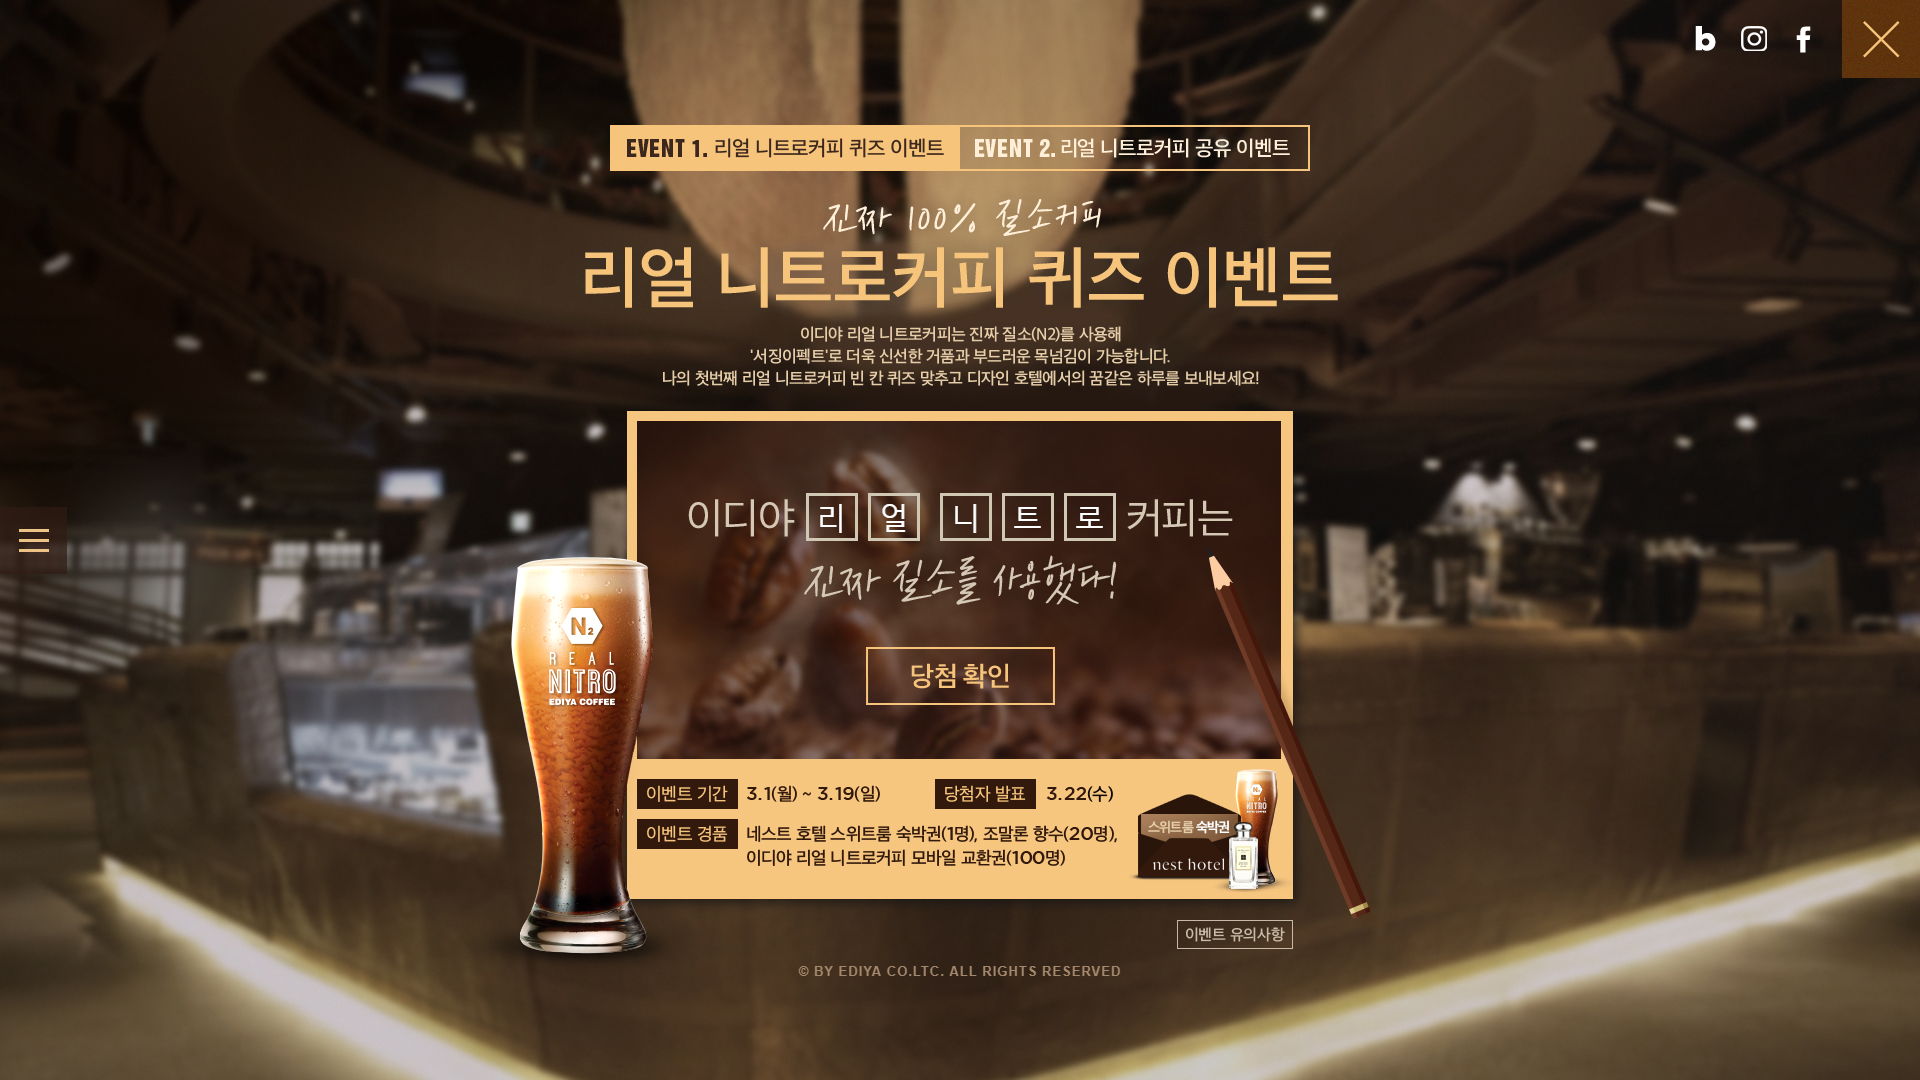 b
EVENT 1. 리얼 니트로커피 퀴즈 이벤트
EVENT 2. 리얼 니트로커피 공유 이벤트
진짜 100% 질소커피
리얼 니트로커피 퀴즈 이벤트
이디야 리얼 니트로커피는 진짜 질소(N2)를 사용해
'서징이펙트'로 더욱 신선한 거품과 부드러운 목넘김이 가능합니다.
나의 첫번째 리얼 니트로커피 빈 칸 퀴즈 맞추고 디자인 호텔에서의 꿈같은 하루를 보내보세요!
이디야 리 얼 니 트 로 커피는
진짜 질소를 사용했다!
당첨 확인
N2
REAL
NITRO
EDIYA COFFEE
이벤트 기간 3.1(월) ~ 3.19(일)
당첨자 발표 3.22(수)
이벤트 경품 네스트 호텔 스위트룸 숙박권(1명), 조말론 향수(20명),
이디야 리얼 니트로커피 모바일 교환권(100명)
스위트룸 숙박권
nest hotel
N2
NITRO
이벤트 유의사항
© BY EDIYA CO.LTC. ALL RIGHTS RESERVED